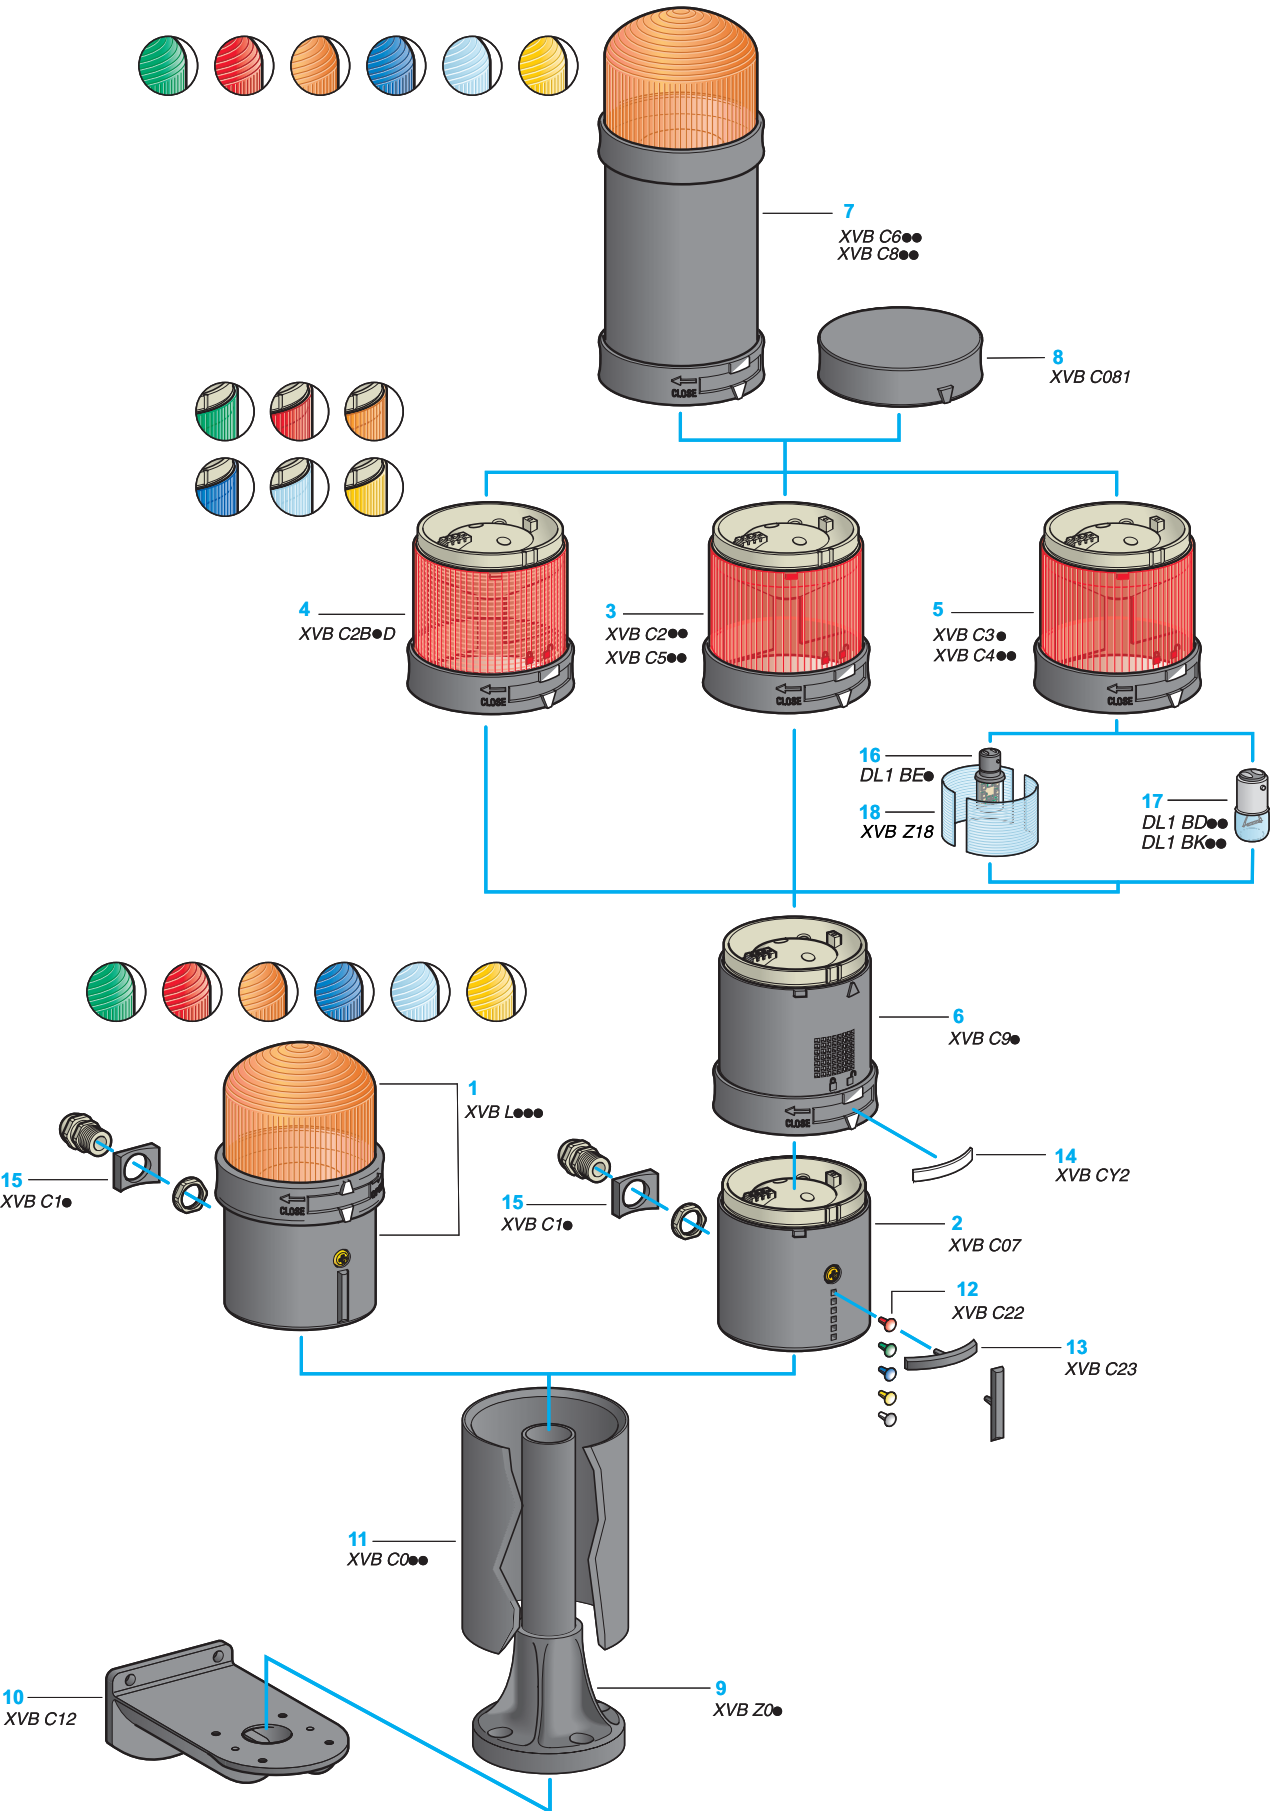 7
XVB C6●●
XVB C8●●
8
XVB C081
CLOSE
4
XVB C2B●D
3
XVB C2●●
XVB C5●●
5
XVB C3●
XVB C4●●
CLOSE
CLOSE
CLOSE
16
DL1 BE●
18
XVB Z18
17
DL1 BD●●
DL1 BK●●
6
XVB C9●
CLOSE
1
XVB L●●●
14
XVB CY2
15
XVB C1●
CLOSE
15
XVB C1●
2
XVB C07
12
XVB C22
13
XVB C23
11
XVB C0●●
10
XVB C12
9
XVB Z0●